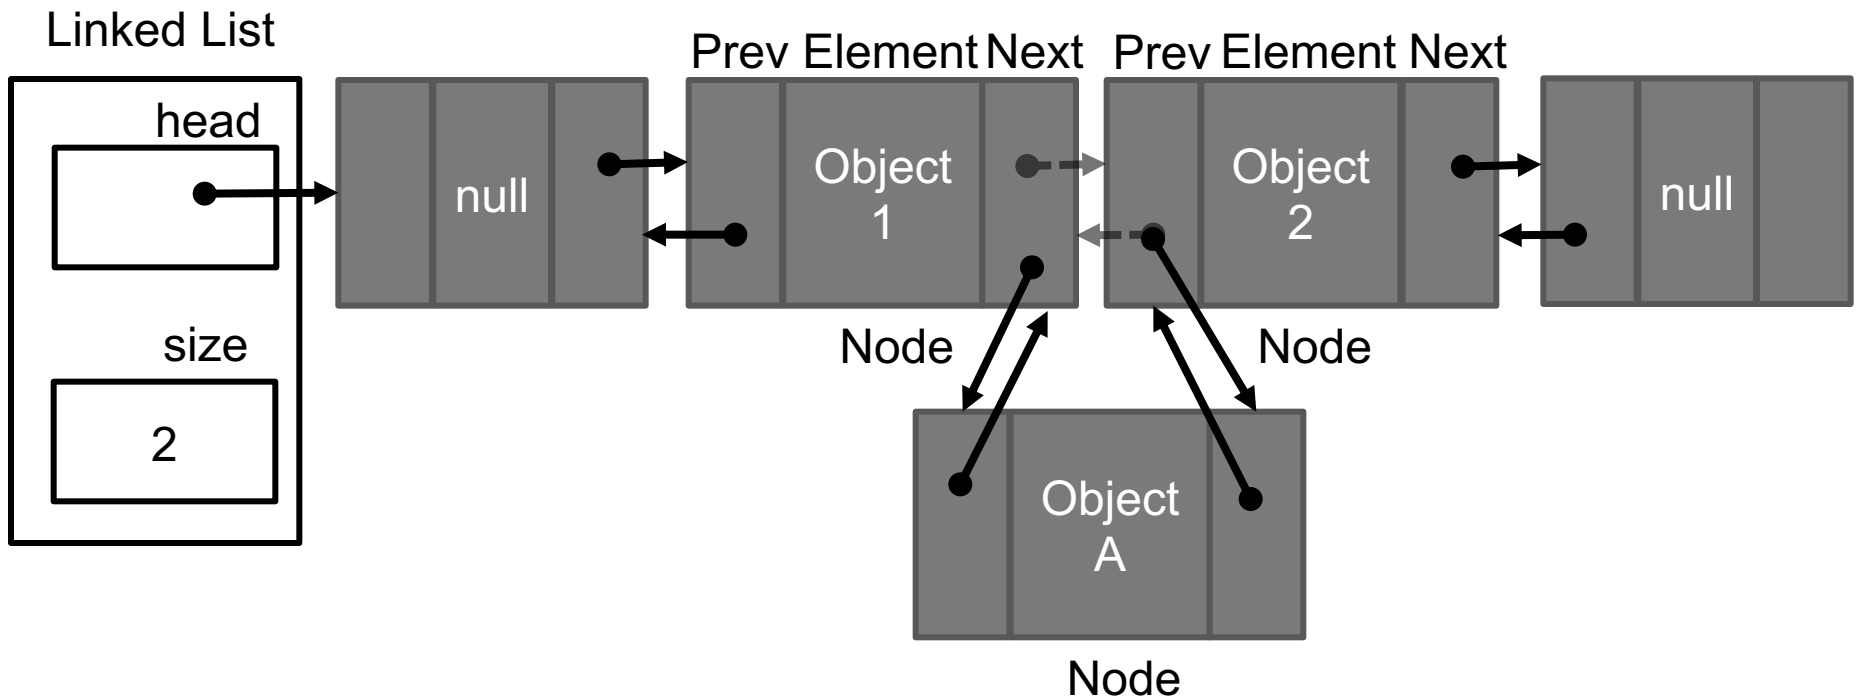 Linked List
head
size
2
null
Prev Element Next
Object
1
Node
Prev Element Next
Object
2
Node
null
Object
A
Node